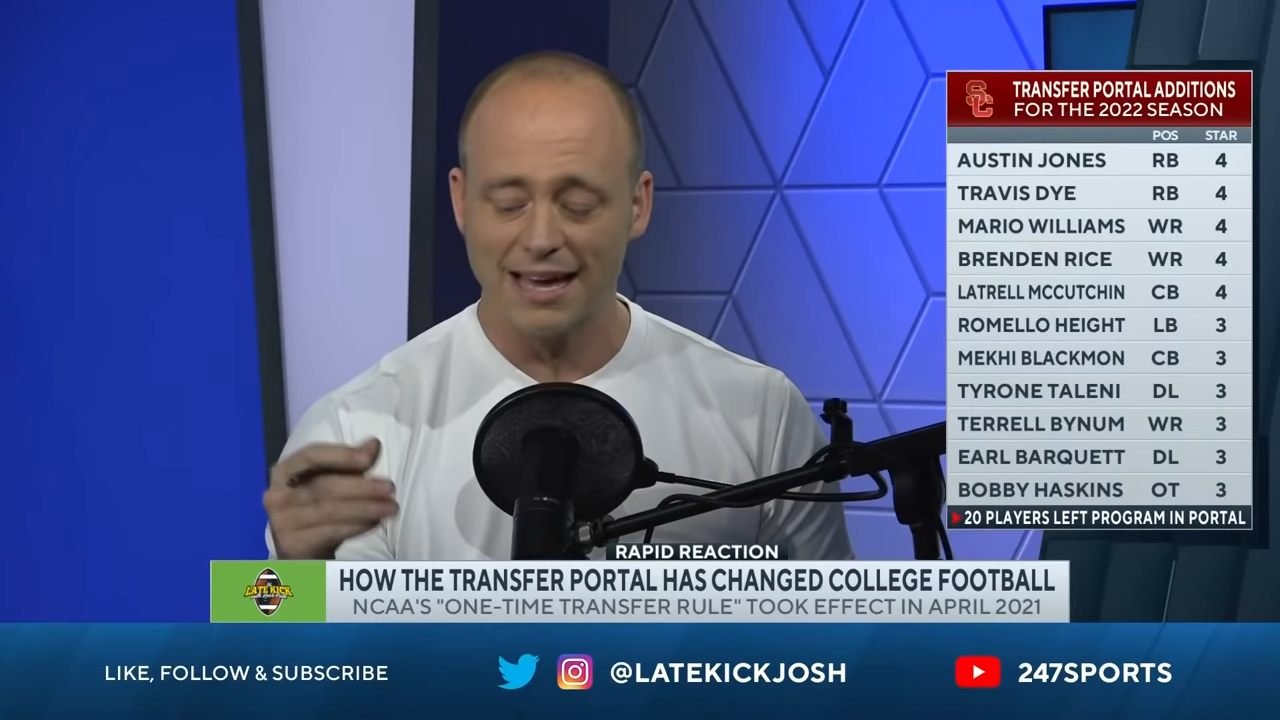 SC
TRANSFER PORTAL ADDITIONS
FOR THE 2022 SEASON
POS STAR
AUSTIN JONES RB 4
TRAVIS DYE RB 4
MARIO WILLIAMS WR 4
BRENDEN RICE WR 4
LATRELL MCCUTCHIN CB 4
ROMELLO HEIGHT LB 3
MEKHI BLACKMON CB 3
TYRONE TALENI DL 3
TERRELL BYNUM WR 3
EARL BARQUETT DL 3
BOBBY HASKINS OT 3
20 PLAYERS LEFT PROGRAM IN PORTAL
RAPID REACTION
LATE KICK
HOW THE TRANSFER PORTAL HAS CHANGED COLLEGE FOOTBALL
NCAA'S "ONE-TIME TRANSFER RULE" TOOK EFFECT IN APRIL 2021
LIKE, FOLLOW & SUBSCRIBE @LATEKICKJOSH 247SPORTS